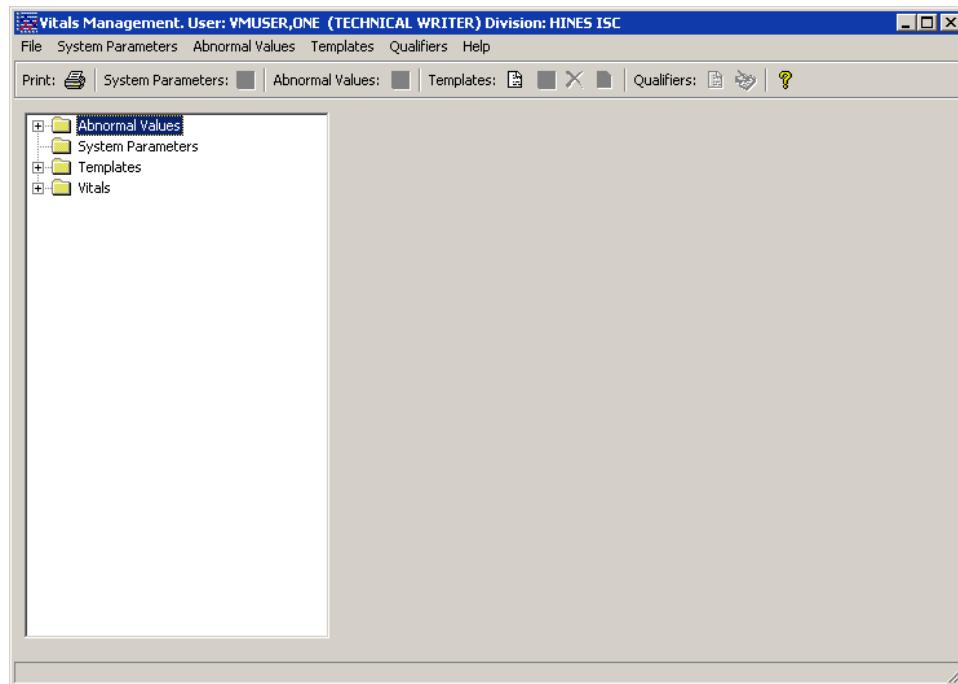 Vitals Management. User: VMUSER,ONE (TECHNICAL WRITER) Division: HINES ISC
File System Parameters Abnormal Values Templates Qualifiers Help
Print: System Parameters: Abnormal Values: Templates: Qualifiers:
Abnormal Values
System Parameters
Templates
Vitals